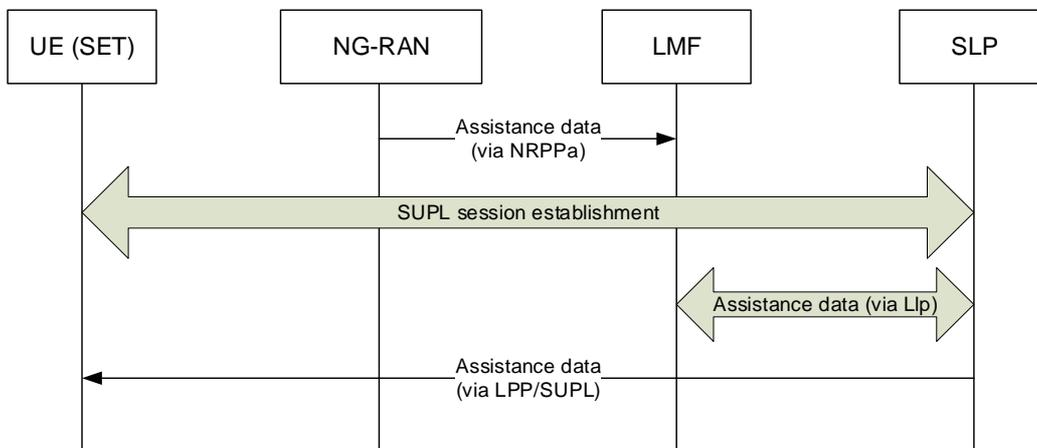 UE (SET)
NG-RAN
LMF
SLP
Assistance data
(via NRPPa)
SUPL session establishment
Assistance data (via Llp)
Assistance data
(via LPP/SUPL)